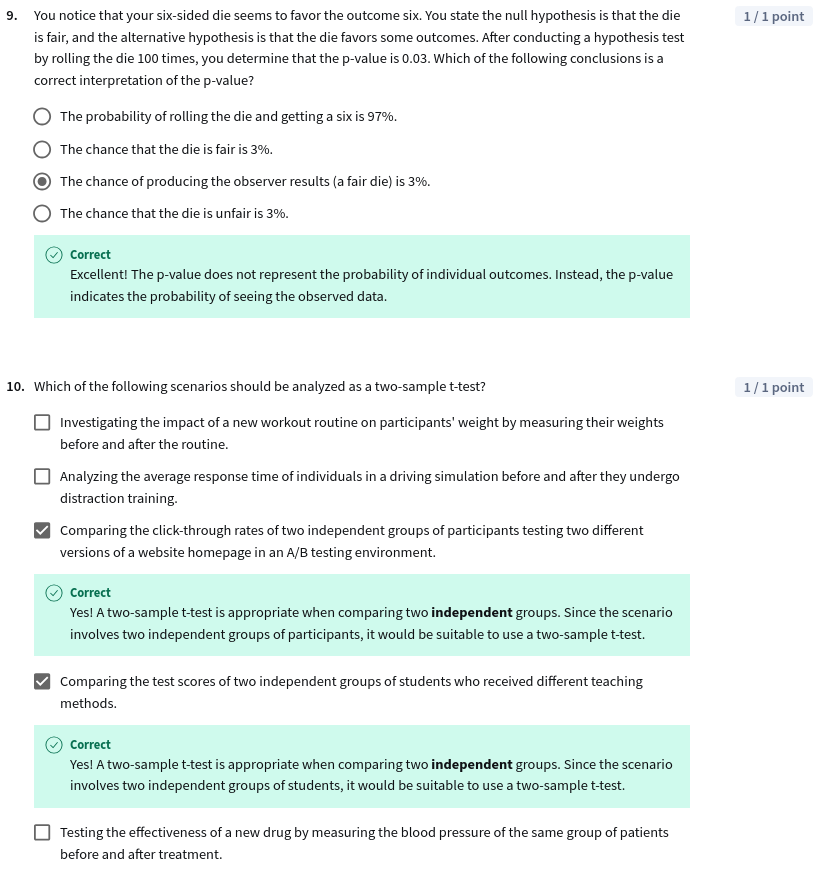 9. You notice that your six-sided die seems to favor the outcome six. You state the null hypothesis is that the die
1 / 1 point
is fair, and the alternative hypothesis is that the die favors some outcomes. After conducting a hypothesis test
by rolling the die 100 times, you determine that the p-value is 0.03. Which of the following conclusions is a
correct interpretation of the p-value?
The probability of rolling the die and getting a six is 97%.
The chance that the die is fair is 3%.
The chance of producing the observer results (a fair die) is 3%.
The chance that the die is unfair is 3%.
Correct
Excellent! The p-value does not represent the probability of individual outcomes. Instead, the p-value
indicates the probability of seeing the observed data.
10. Which of the following scenarios should be analyzed as a two-sample t-test?
1 / 1 point
Investigating the impact of a new workout routine on participants' weight by measuring their weights
before and after the routine.
Analyzing the average response time of individuals in a driving simulation before and after they undergo
distraction training.
Comparing the click-through rates of two independent groups of participants testing two different
versions of a website homepage in an A/B testing environment.
Correct
Yes! A two-sample t-test is appropriate when comparing two independent groups. Since the scenario
involves two independent groups of participants, it would be suitable to use a two-sample t-test.
Comparing the test scores of two independent groups of students who received different teaching
methods.
Correct
Yes! A two-sample t-test is appropriate when comparing two independent groups. Since the scenario
involves two independent groups of students, it would be suitable to use a two-sample t-test.
Testing the effectiveness of a new drug by measuring the blood pressure of the same group of patients
before and after treatment.